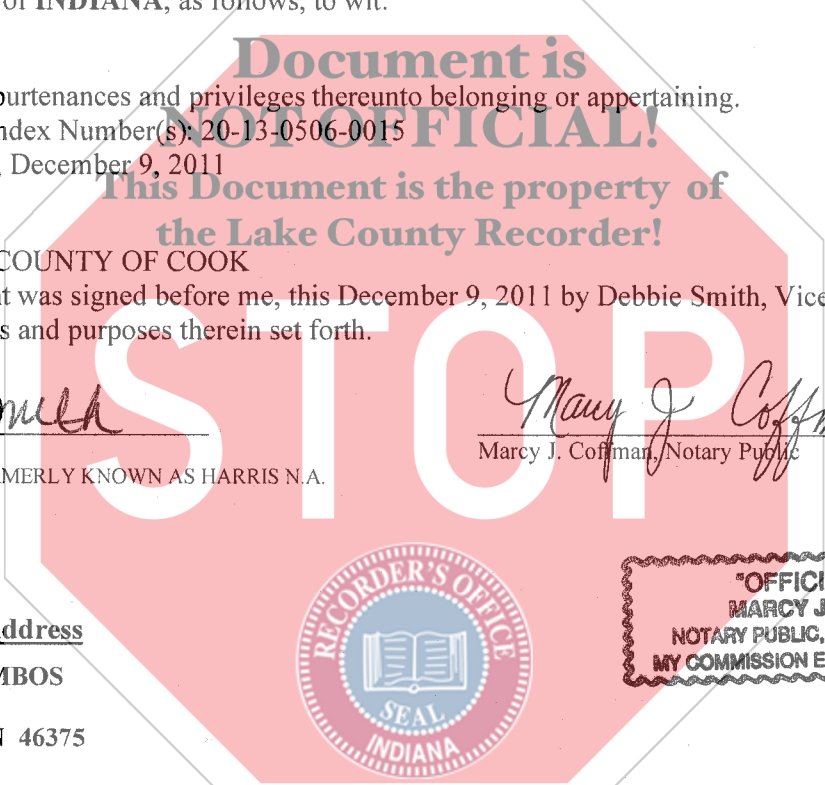 of INDIANA, as follows, to wit:
Document is
purtenances and privileges thereunto belonging or appertaining.
ndex Number(s): 20-13-0506-0015
NOT OFFICIAL!
, December 9, 2011
This Document is the property of
the Lake County Recorder!
COUNTY OF COOK
t was signed before me, this December 9, 2011 by Debbie Smith, Vice
s and purposes therein set forth.
STOP
Marcy J Coffm
Marcy J. Coffman, Notary Public
MERLY KNOWN AS HARRIS N.A.
RECORDER'S OFFICE
SEAL
INDIANA
"OFFICI
MARCY J
NOTARY PUBLIC,
MY COMMISSION E
ddress
MBOS
N 46375